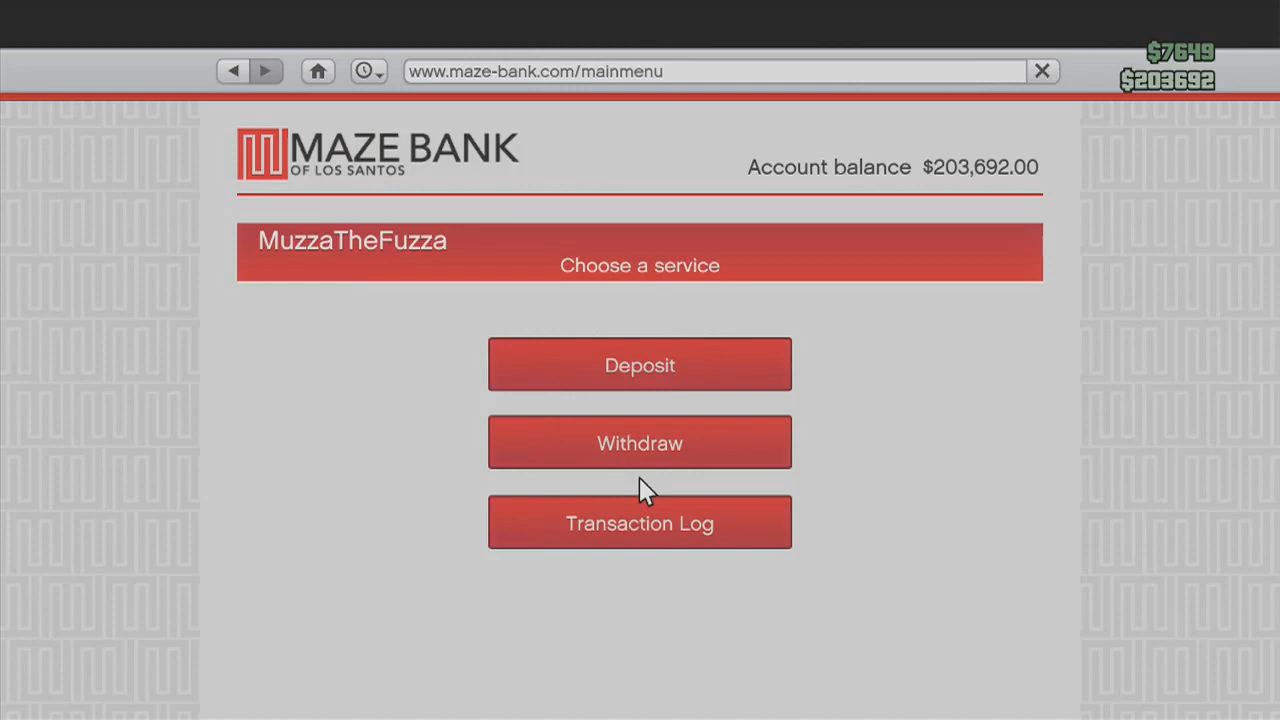 $7649
www.maze-bank.com/mainmenu
$203692
MAZE BANK
OF LOS SANTOS
Account balance $203,692.00
MuzzaTheFuzza
Choose a service
Deposit
Withdraw
Transaction Log